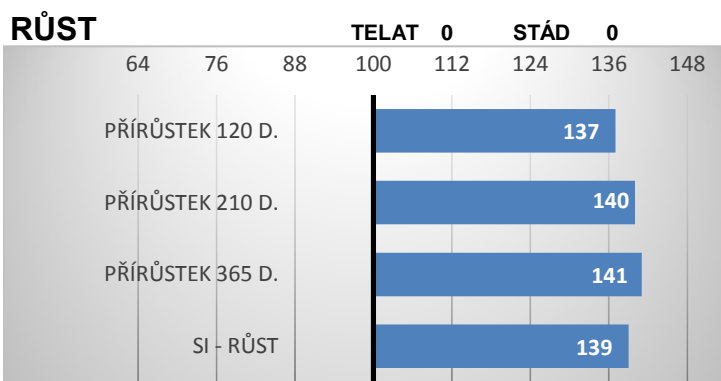 RŮST TELAT 0 STÁD 0
64 76 88 100 112 124 136 148
PŘÍRŮSTEK 120 D. 137
PŘÍRŮSTEK 210 D. 140
PŘÍRŮSTEK 365 D. 141
SI - RŮST 139